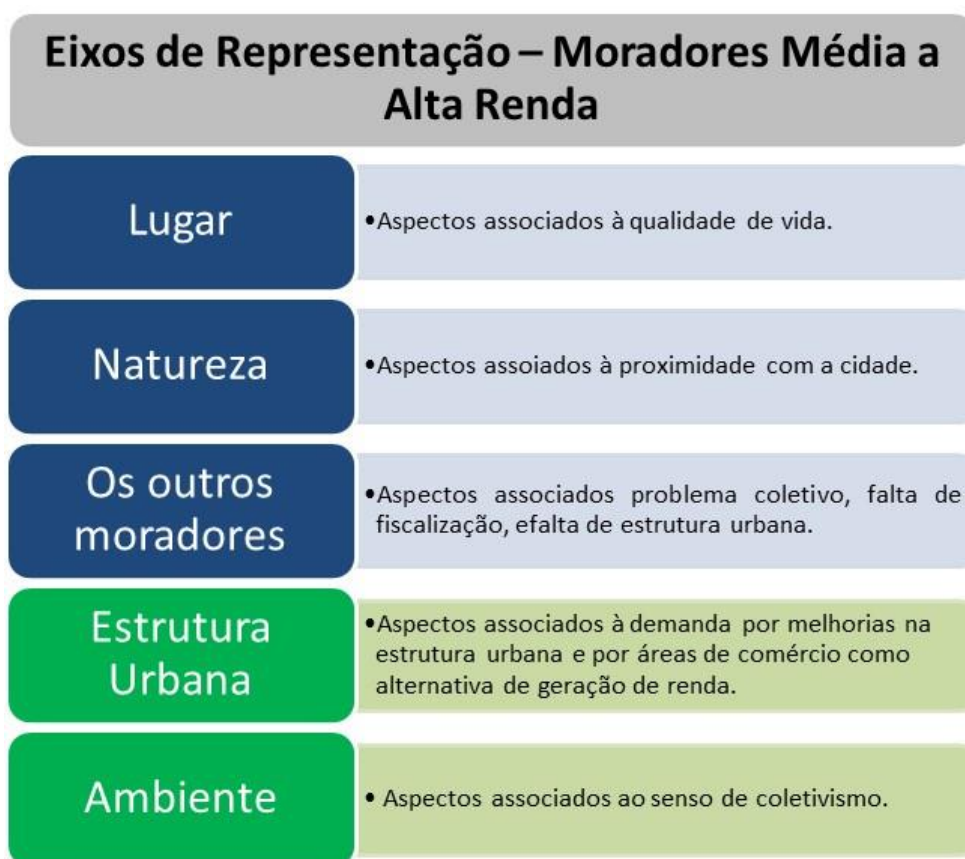 Eixos de Representação – Moradores Média a
Alta Renda
Lugar
•Aspectos associados à qualidade de vida.
Natureza
•Aspectos assoiados à proximidade com a cidade.
Os outros
moradores
•Aspectos associados problema coletivo, falta de
fiscalização, efalta de estrutura urbana.
Estrutura
Urbana
•Aspectos associados à demanda por melhorias na
estrutura urbana e por áreas de comércio como
alternativa de geração de renda.
Ambiente
• Aspectos associados ao senso de coletivismo.